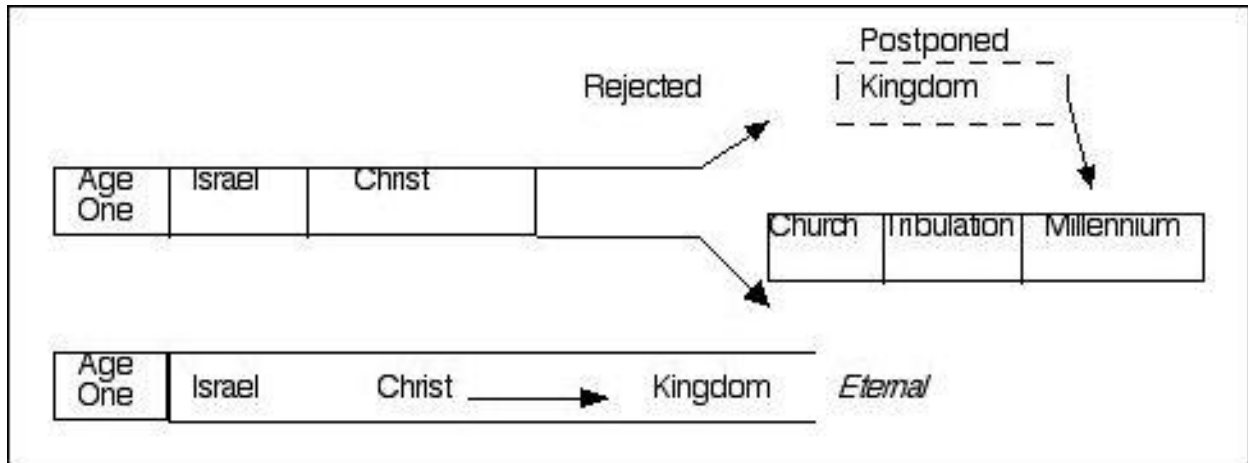 Postponed
Rejected Kingdom
Age One Israel Christ
Church Tribulation Millennium
Age One Israel Christ Kingdom Eternal